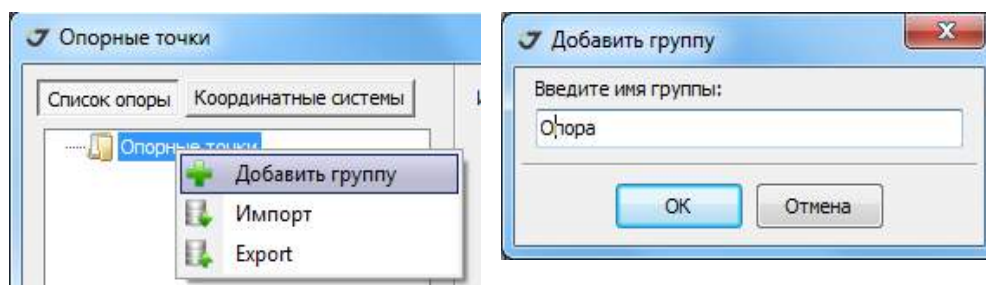 Опорные точки
Список опоры Координатные системы
Опорные точки
Добавить группу
Импорт
Export
Добавить группу
Введите имя группы:
Опора
OK Отмена